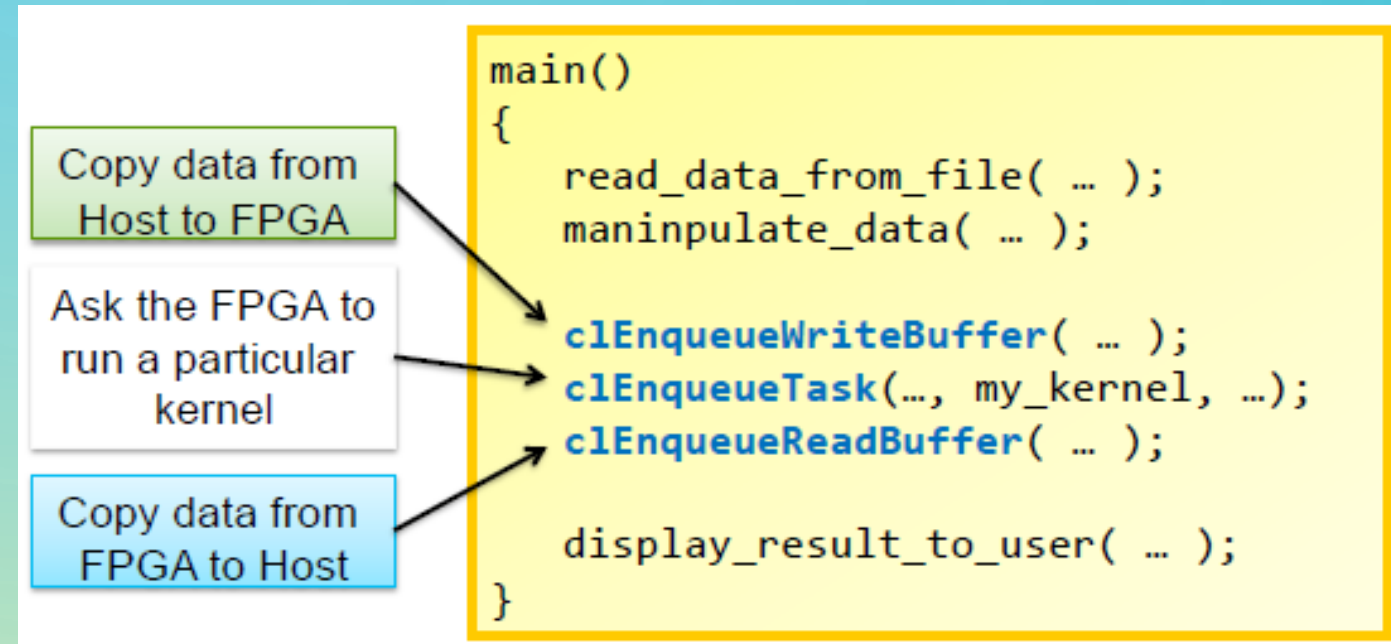 Copy data from
Host to FPGA
Ask the FPGA to
run a particular
kernel
Copy data from
FPGA to Host
main()
{
read_data_from_file( … );
maninpulate_data( … );
clEnqueueWriteBuffer( … );
clEnqueueTask(…, my_kernel, …);
clEnqueueReadBuffer( … );
display_result_to_user( … );
}